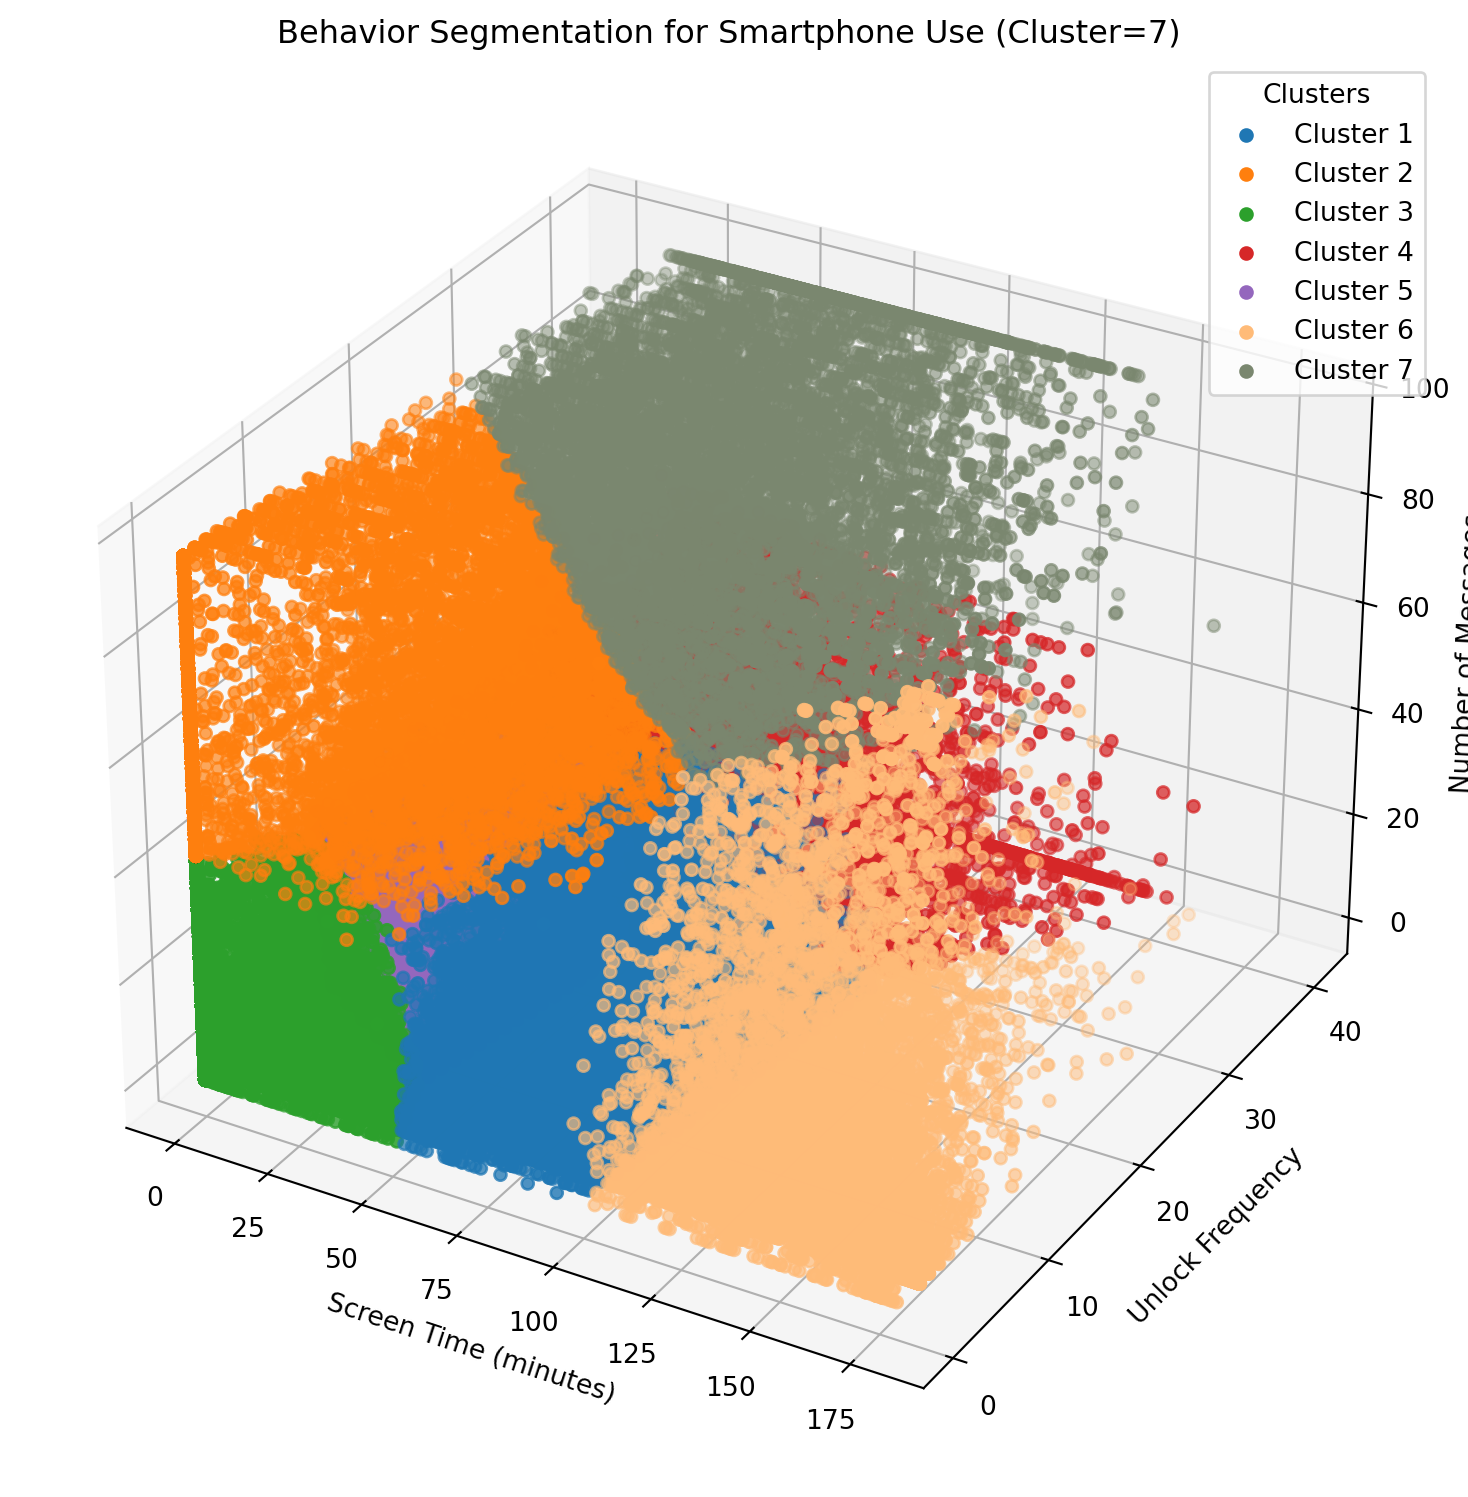 Behavior Segmentation for Smartphone Use (Cluster=7)
Clusters
Cluster 1
Cluster 2
Cluster 3
Cluster 4
Cluster 5
Cluster 6
Cluster 7
100
80
60
40
20
0
Number of Messages
40
30
20
10
0
Unlock Frequency
0
25
50
75
100
125
150
175
Screen Time (minutes)